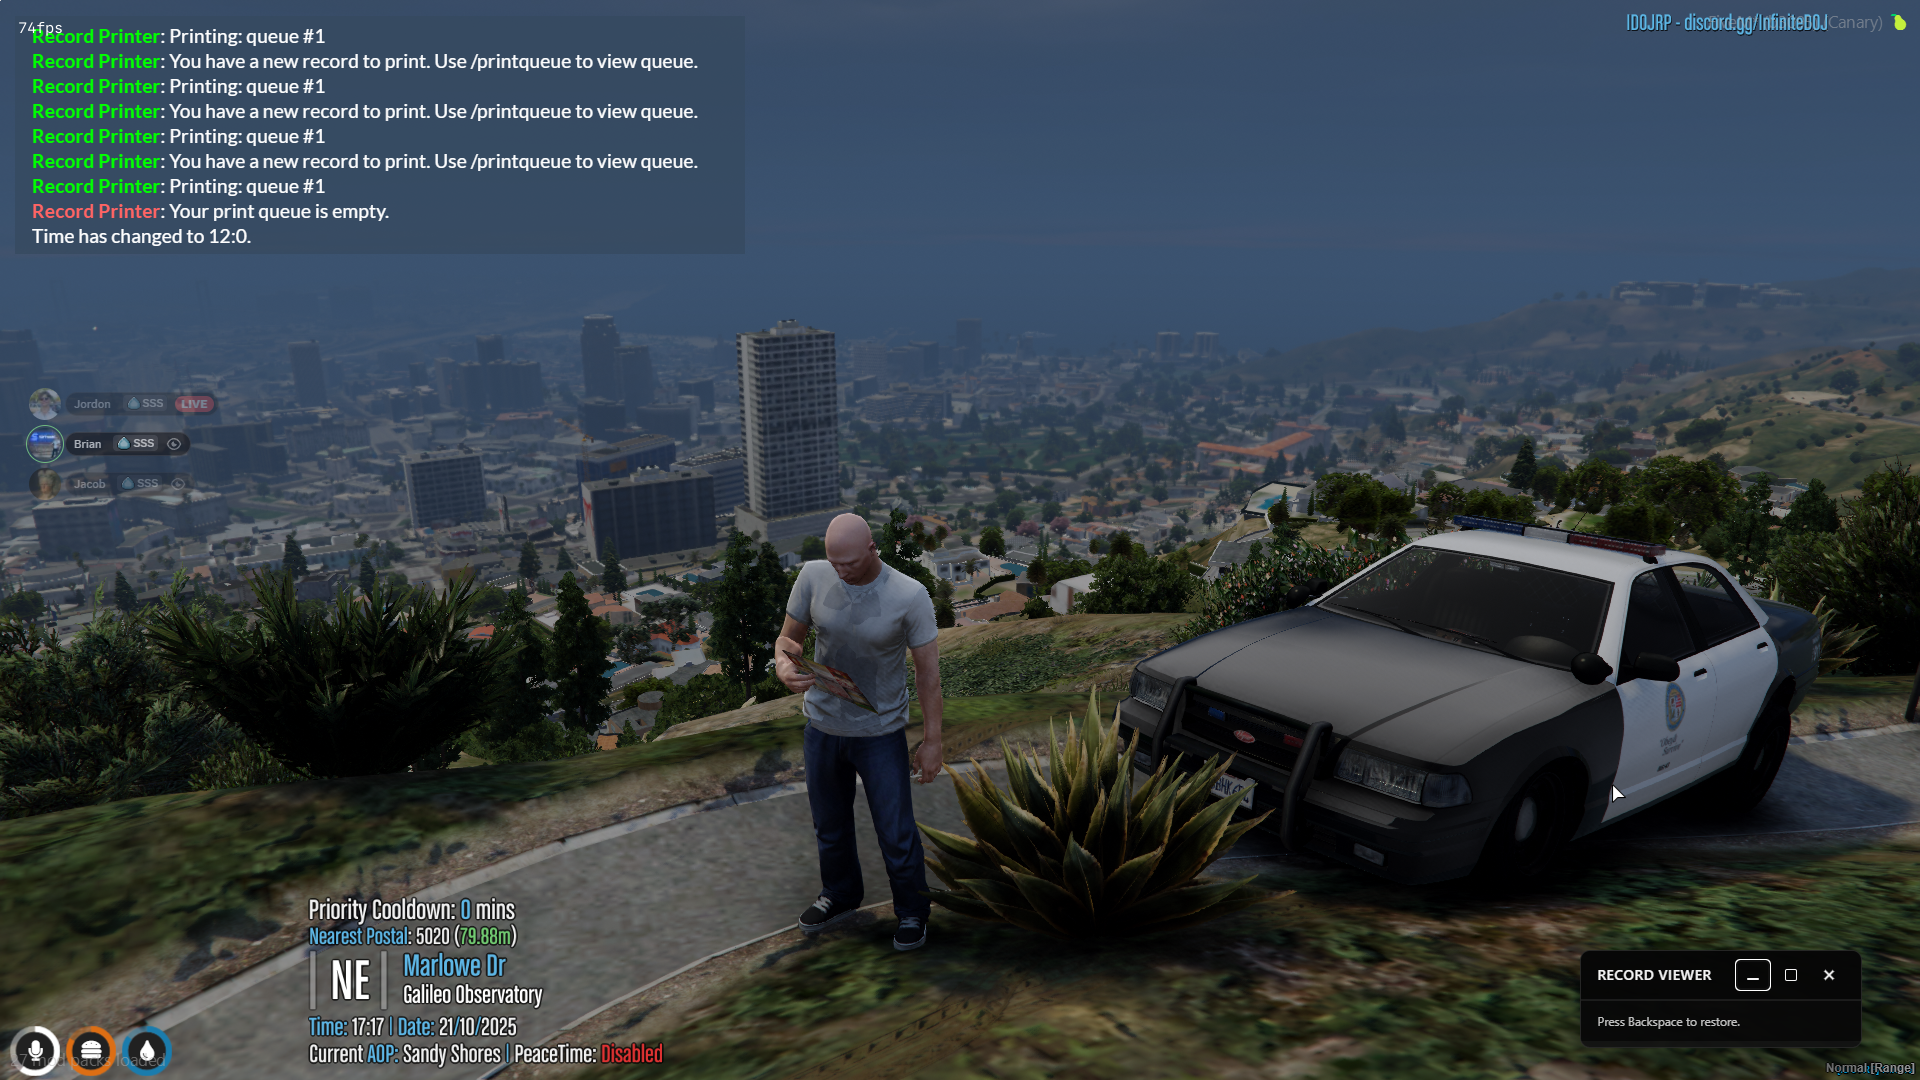 74fps
Record Printer: Printing: queue #1
Record Printer: You have a new record to print. Use /printqueue to view queue.
Record Printer: Printing: queue #1
Record Printer: You have a new record to print. Use /printqueue to view queue.
Record Printer: Printing: queue #1
Record Printer: You have a new record to print. Use /printqueue to view queue.
Record Printer: Printing: queue #1
Record Printer: Your print queue is empty.
Time has changed to 12:0.
IDOJRP - discord.gg/InfiniteDOJ
Canary)
Jordon SSS LIVE
Brian SSS
Jacob SSS
Priority Cooldown: 0 mins
Nearest Postal: 5020 (79.88m)
NE
Marlowe Dr
Galileo Observatory
Time: 17:17 | Date: 21/10/2025
Current AOP: Sandy Shores | PeaceTime: Disabled
packs loaded
RECORD VIEWER
Press Backspace to restore.
Normal [Range]